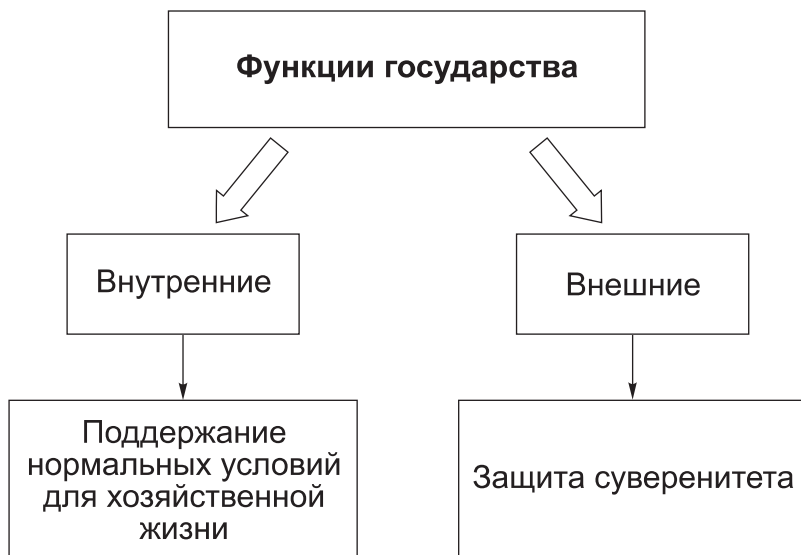 Функции государства
Внутренние
Внешние
Поддержание
нормальных условий
для хозяйственной
жизни
Защита суверенитета